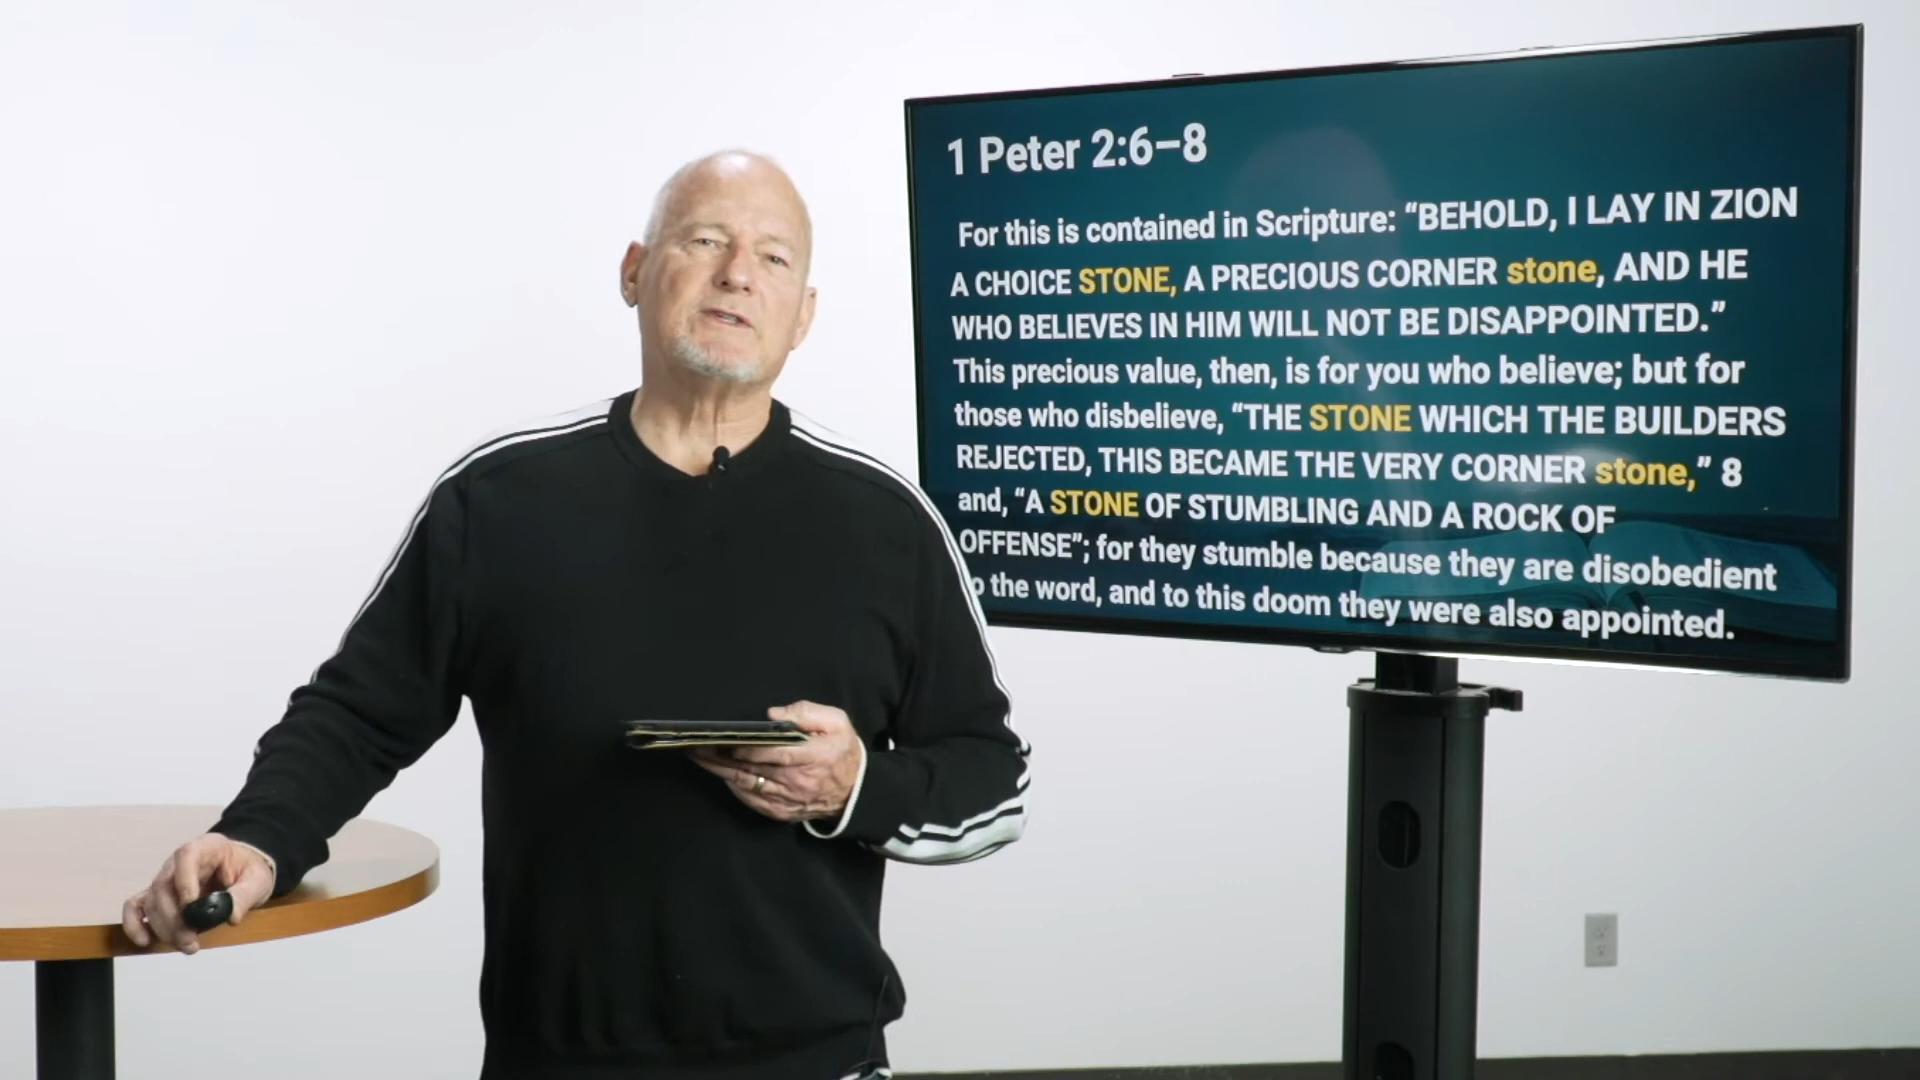 1 Peter 2:6–8
For this is contained in Scripture: “BEHOLD, I LAY IN ZION
A CHOICE STONE, A PRECIOUS CORNER stone, AND HE
WHO BELIEVES IN HIM WILL NOT BE DISAPPOINTED.”
This precious value, then, is for you who believe; but for
those who disbelieve, “THE STONE WHICH THE BUILDERS
REJECTED, THIS BECAME THE VERY CORNER stone,” 8
and, “A STONE OF STUMBLING AND A ROCK OF
OFFENSE”; for they stumble because they are disobedient
o the word, and to this doom they were also appointed.